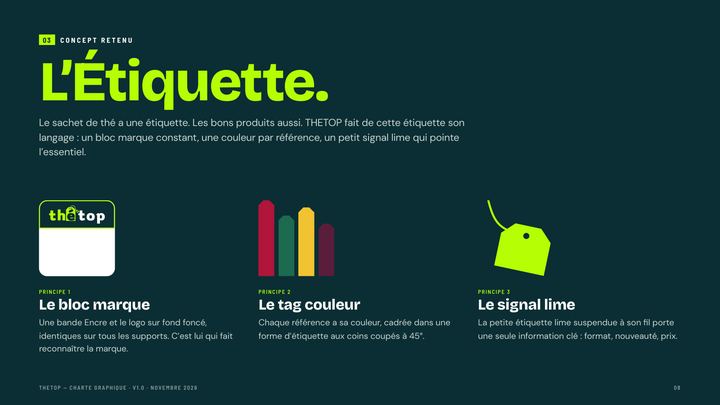 03 CONCEPT RETENU
L’Étiquette.
Le sachet de thé a une étiquette. Les bons produits aussi. THETOP fait de cette étiquette son
langage : un bloc marque constant, une couleur par référence, un petit signal lime qui pointe
l’essentiel.
thétop
PRINCIPE 1
Le bloc marque
Une bande Encre et le logo sur fond foncé,
identiques sur tous les supports. C’est lui qui fait
reconnaître la marque.
PRINCIPE 2
Le tag couleur
Chaque référence a sa couleur, cadrée dans une
forme d’étiquette aux coins coupés à 45°.
PRINCIPE 3
Le signal lime
La petite étiquette lime suspendue à son fil porte
une seule information clé : format, nouveauté, prix.
THETOP — CHARTE GRAPHIQUE · V1.0 · NOVEMBRE 2026
08